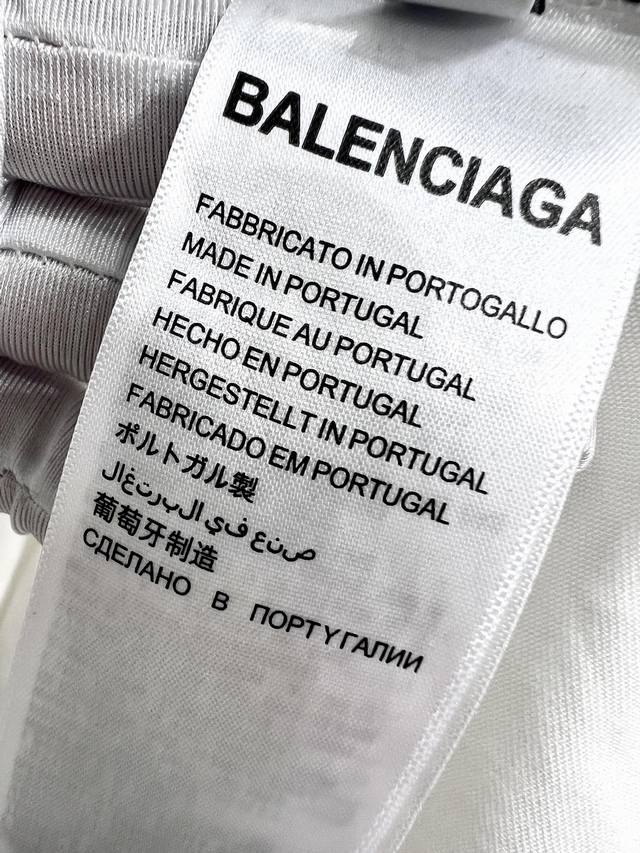 BALENCIAGA
FABBRICATO IN PORTOGALLO
MADE IN PORTUGAL
FABRIQUE AU PORTUGAL
HECHO EN PORTUGAL
HERGESTELLT IN PORTUGAL
FABRICADO EM PORTUGAL
ポルトガル製
صنع في البرتغال
葡萄牙制造
СДЕЛАНО В ПОРТУГАЛИИ